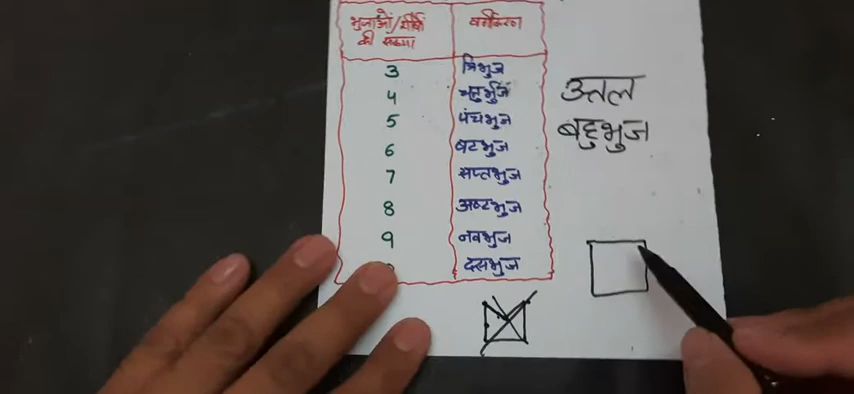 भुजाओं/शीर्षों वर्गीकरण
की संख्या
3 त्रिभुज
4 चतुर्भुज
5 पंचभुज
6 षटभुज
7 सप्तभुज
8 अष्टभुज
9 नवभुज
दसभुज
उत्तल
बहुभुज